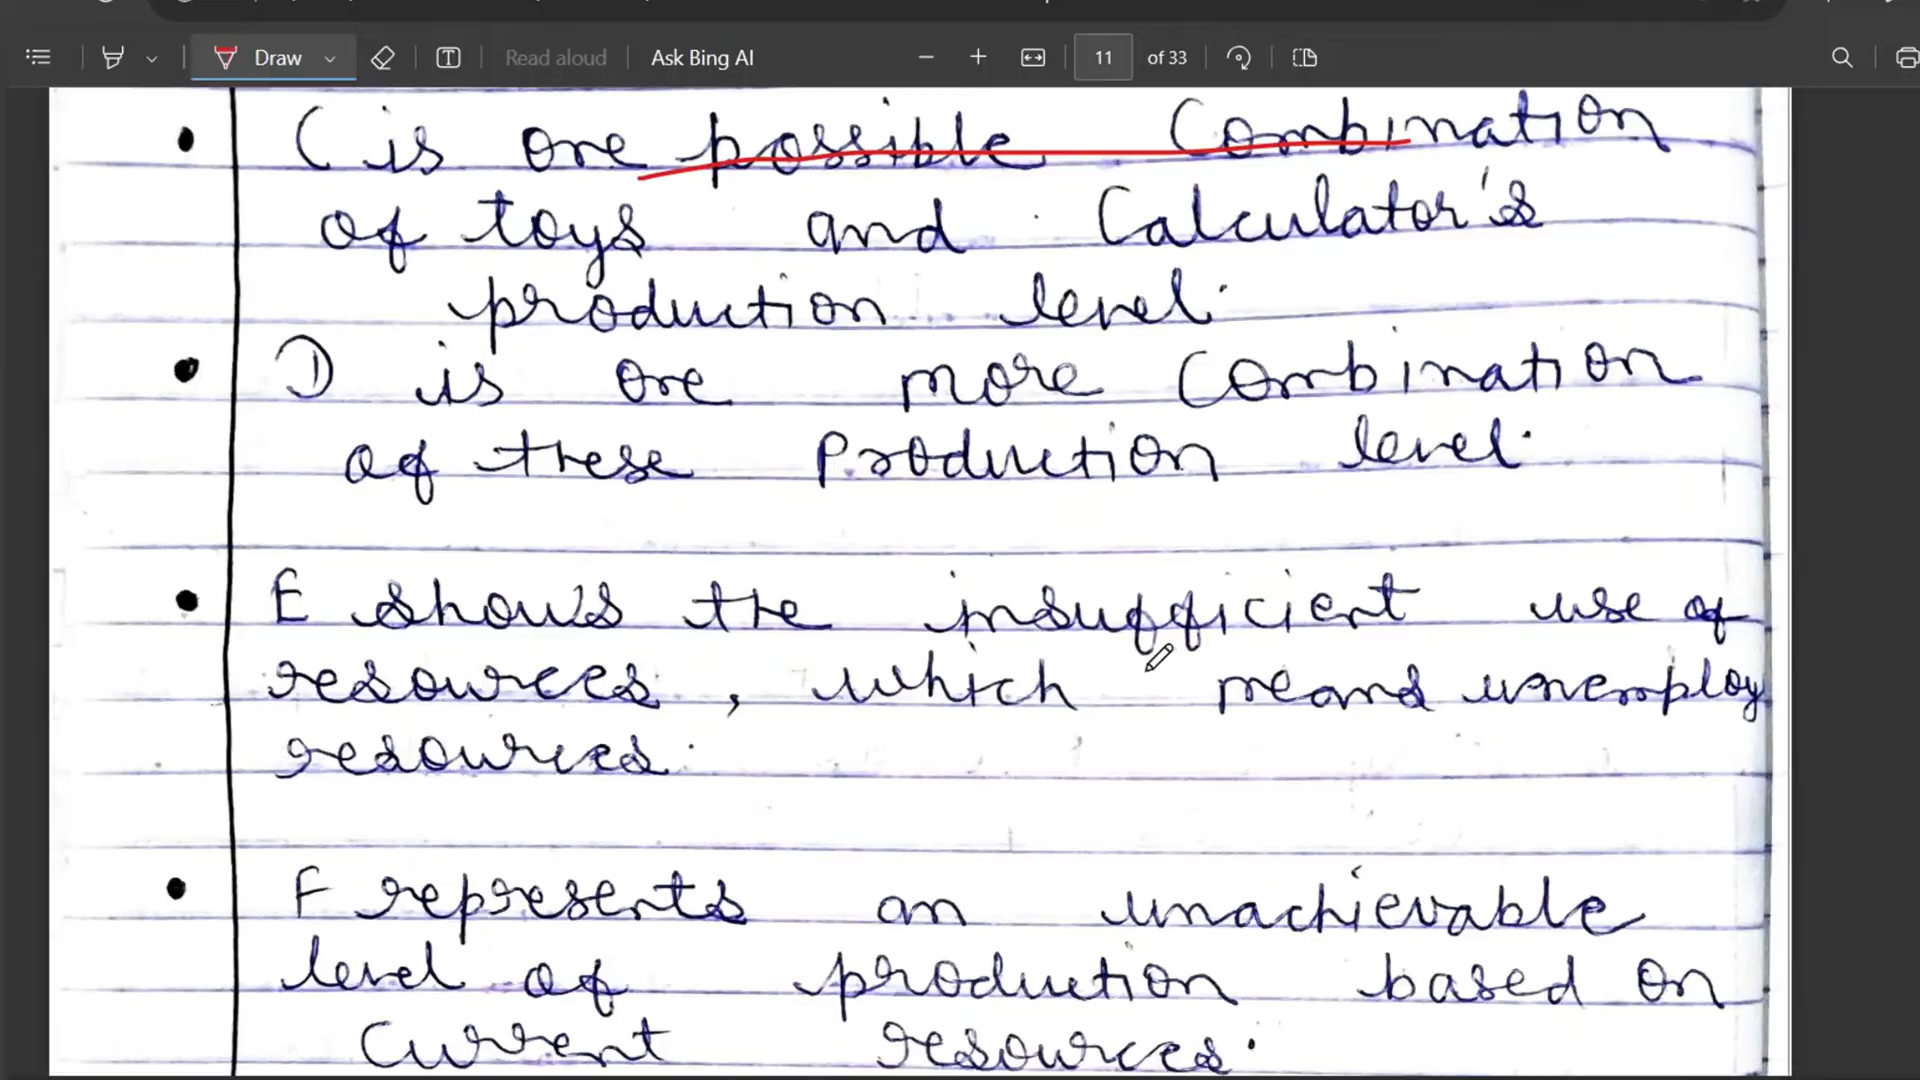 Draw
Read aloud
Ask Bing AI
11 of 33
C is one possible Combination
of toys and Calculator's
production level.
D is one more Combination
of these Production level.
E shows the insufficient use of
resources, which means unemploy
resources.
F represents an unachievable
level of production based on
Current resources.